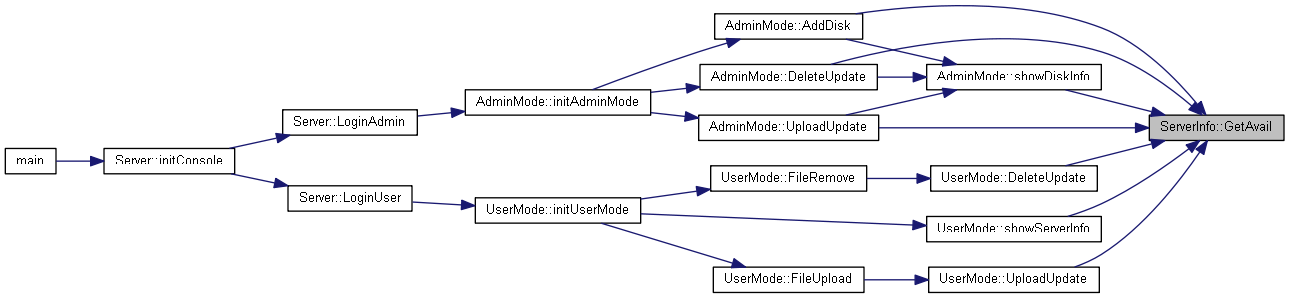 main
Server::initConsole
Server::LoginAdmin
Server::LoginUser
AdminMode::initAdminMode
UserMode::initUserMode
AdminMode::AddDisk
AdminMode::DeleteUpdate
AdminMode::UploadUpdate
UserMode::FileRemove
UserMode::FileUpload
AdminMode::showDiskInfo
UserMode::DeleteUpdate
UserMode::showServerInfo
UserMode::UploadUpdate
ServerInfo::GetAvail